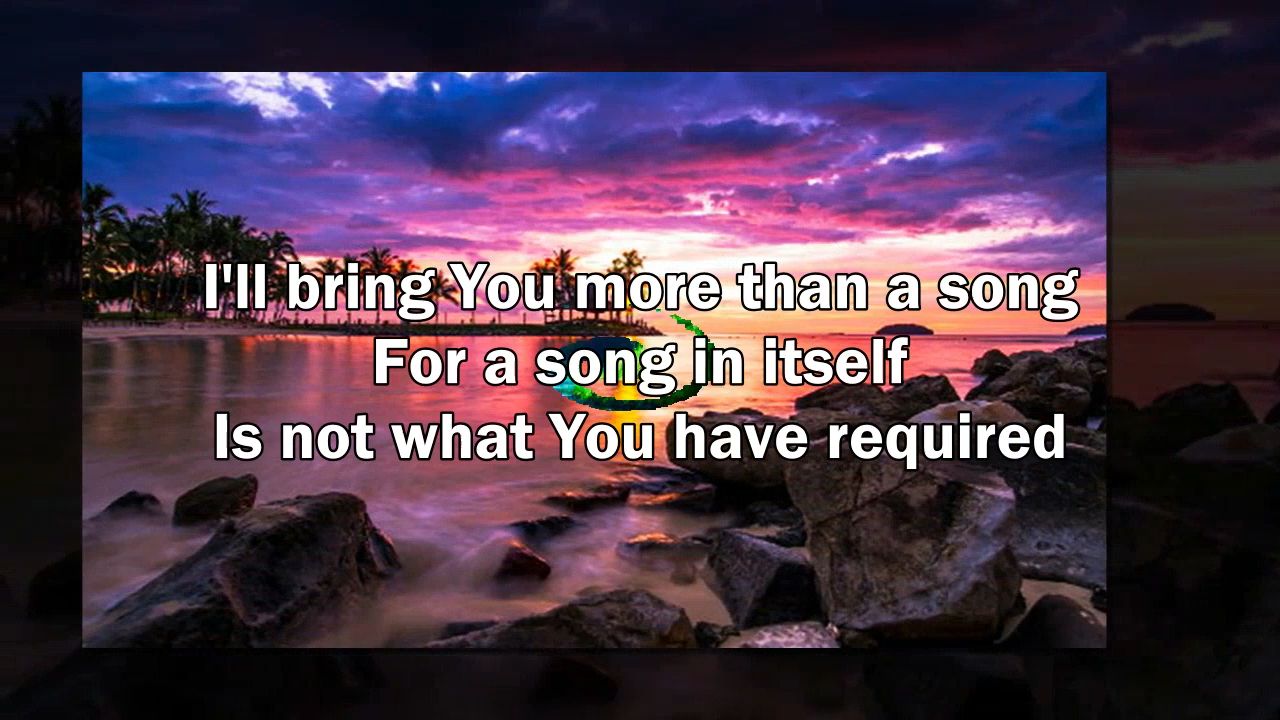 I'll bring You more than a song
For a song in itself
Is not what You have required